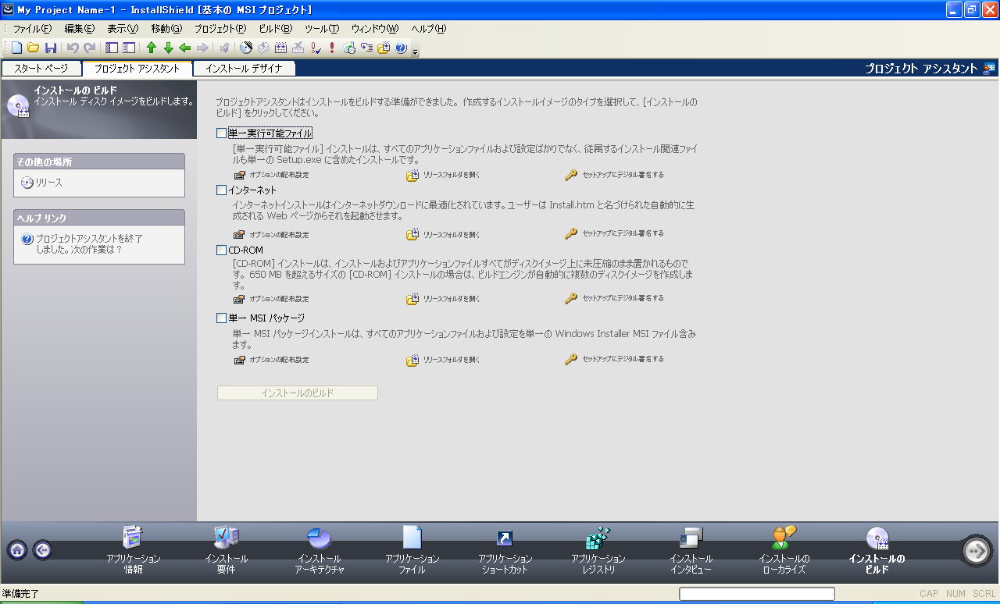 My Project Name-1 - InstallShield [基本の MSI プロジェクト]
ファイル(F) 編集(E) 表示(V) 移動(G) プロジェクト(P) ビルド(B) ツール(T) ウィンドウ(W) ヘルプ(H)
スタート ページ プロジェクト アシスタント インストール デザイナ プロジェクト アシスタント
インストールの ビルド
インストール ディスク イメージをビルドします。
その他の場所
リリース
ヘルプ リンク
プロジェクトアシスタントを終了
しました。次の作業は？
プロジェクトアシスタントはインストールをビルドする準備ができました。作成するインストールイメージのタイプを選択して、[インストールの
ビルド] をクリックしてください。
単一実行可能ファイル
[単一実行可能ファイル] インストールは、すべてのアプリケーションファイルおよび設定ばかりでなく、従属するインストール関連ファイ
ルも単一の Setup.exe に含めたインストールです。
オプションの配布設定 リリースフォルダを開く セットアップにデジタル署名する
インターネット
インターネットインストールはインターネットダウンロードに最適化されています。ユーザーは Install.htm と名づけられた自動的に生
成される Web ページからそれを起動させます。
オプションの配布設定 リリースフォルダを開く セットアップにデジタル署名する
CD-ROM
[CD-ROM] インストールは、インストールおよびアプリケーションファイルすべてがディスクイメージ上に未圧縮のまま置かれるもので
す。 650 MB を超えるサイズの [CD-ROM] インストールの場合は、ビルドエンジンが自動的に複数のディスクイメージを作成しま
す。
オプションの配布設定 リリースフォルダを開く セットアップにデジタル署名する
単一 MSI パッケージ
単一 MSI パッケージインストールは、すべてのアプリケーションファイルおよび設定を単一の Windows Installer MSI ファイル含み
ます。
オプションの配布設定 リリースフォルダを開く セットアップにデジタル署名する
インストールのビルド
アプリケーション
情報
インストール
要件
インストール
アーキテクチャ
アプリケーション
ファイル
アプリケーション
ショートカット
アプリケーション
レジストリ
インストール
インタビュー
インストールの
ローカライズ
インストールの
ビルド
準備完了 CAP NUM SCRL